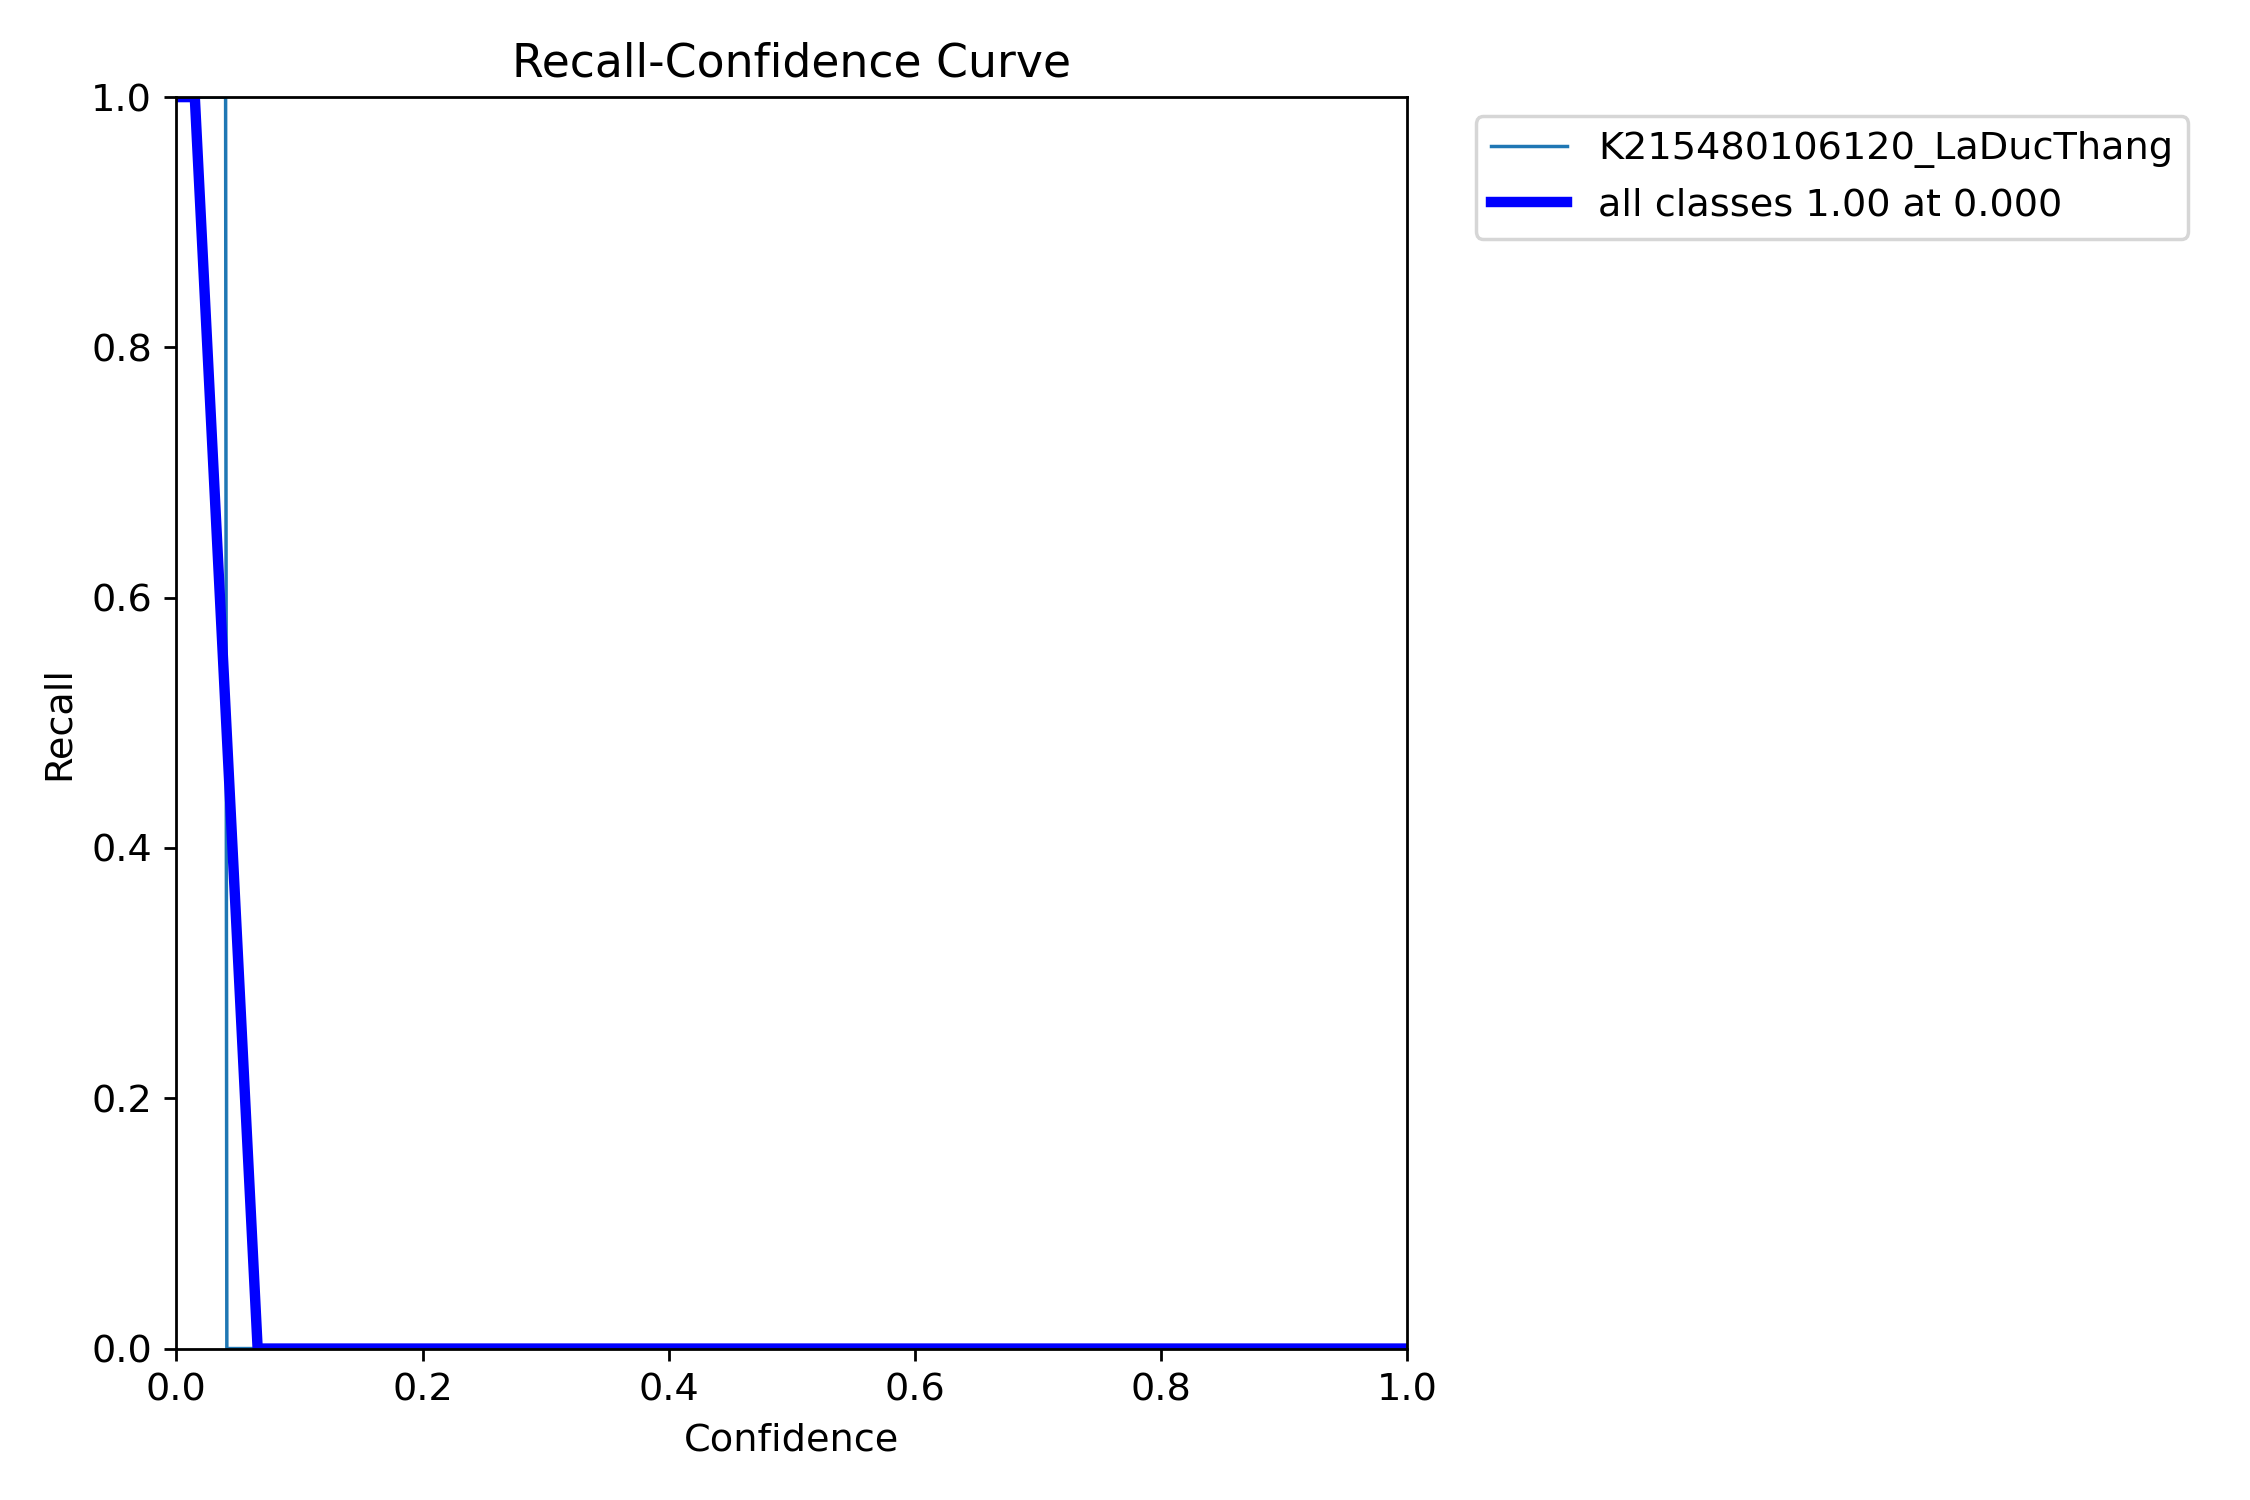 Recall-Confidence Curve
1.0
0.8
0.6
0.4
0.2
0.0
Recall
0.0 0.2 0.4 0.6 0.8 1.0
Confidence
K215480106120_LaDucThang
all classes 1.00 at 0.000